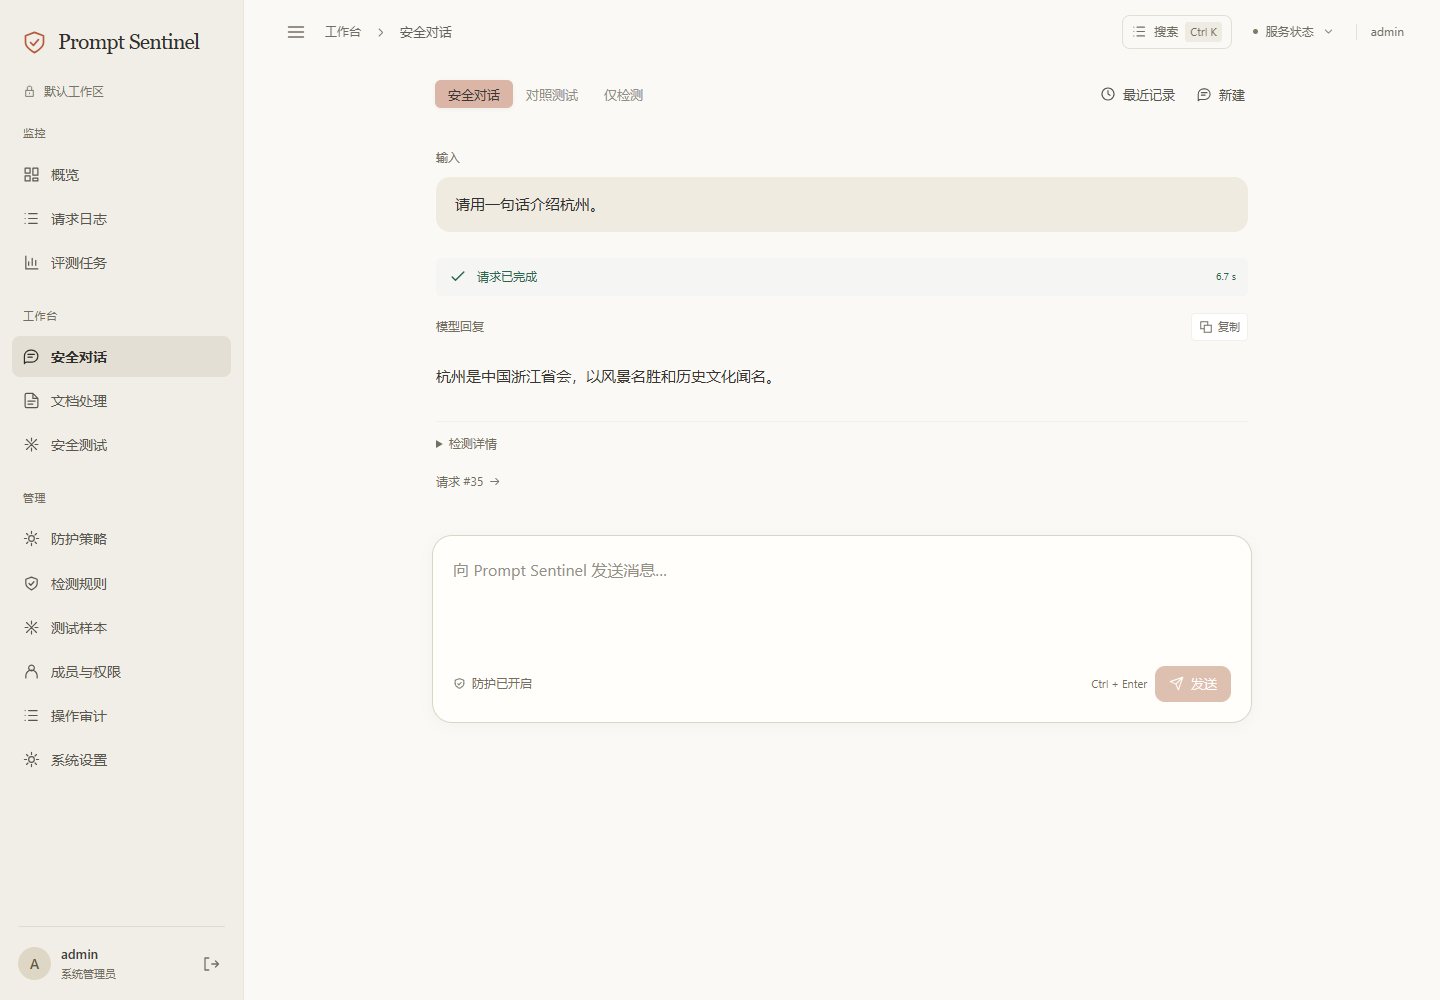 Prompt Sentinel
默认工作区
监控
概览
请求日志
评测任务
工作台
安全对话
文档处理
安全测试
管理
防护策略
检测规则
测试样本
成员与权限
操作审计
系统设置
A
admin
系统管理员
工作台
安全对话
搜索 Ctrl K
服务状态
admin
安全对话 对照测试 仅检测
最近记录 新建
输入
请用一句话介绍杭州。
请求已完成
6.7 s
模型回复
复制
杭州是中国浙江省会，以风景名胜和历史文化闻名。
检测详情
请求 #35 →
向 Prompt Sentinel 发送消息...
防护已开启
Ctrl + Enter
发送